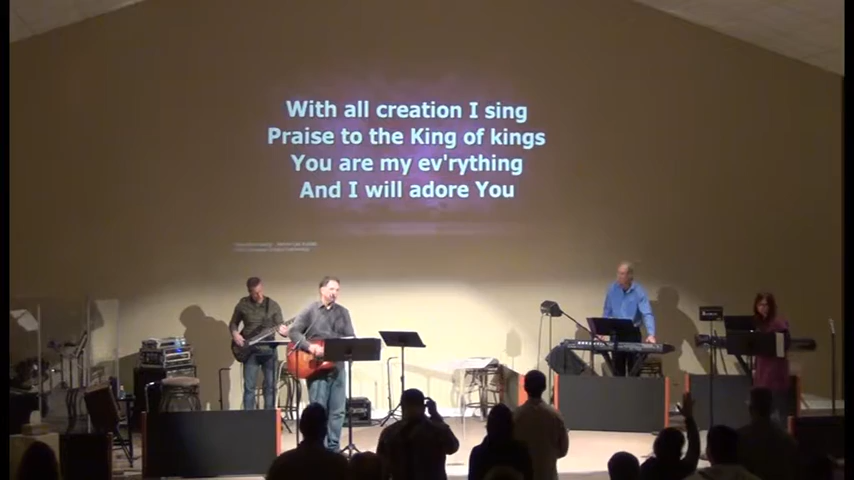 With all creation I sing
Praise to the King of kings
You are my ev'rything
And I will adore You